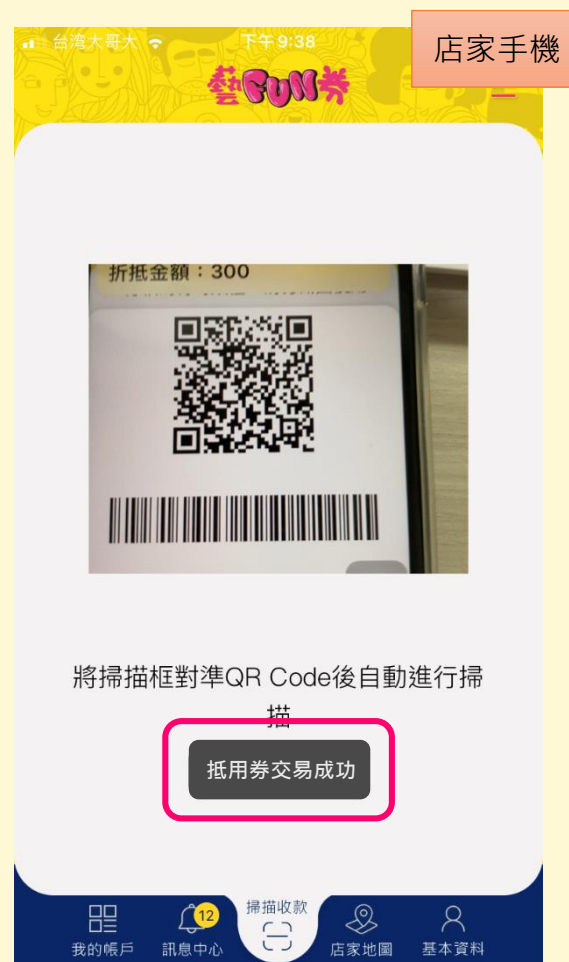 台湾大哥大
下午9:38
店家手機
藝FUN券
折抵金額：300
將掃描框對準QR Code後自動進行掃
描
抵用券交易成功
12
掃描收款
我的帳戶
訊息中心
店家地圖
基本資料